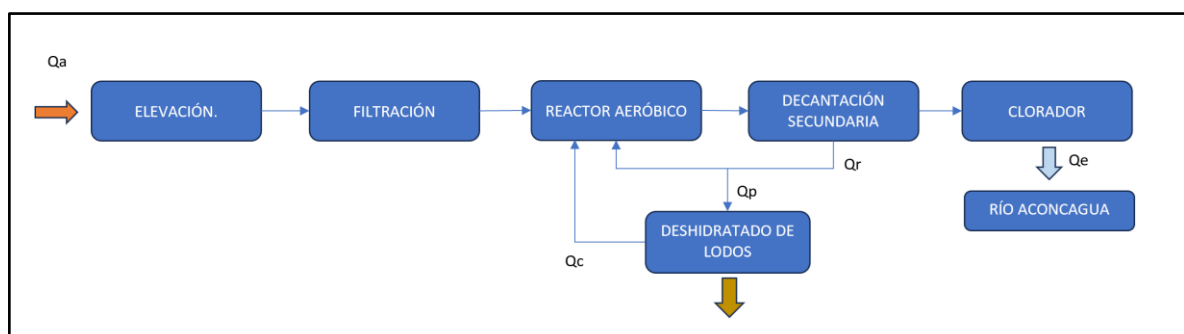 Qa
ELEVACIÓN.
FILTRACIÓN
REACTOR AERÓBICO
DECANTACIÓN
SECUNDARIA
CLORADOR
Qr
Qe
Qp
RÍO ACONCAGUA
DESHIDRATADO DE
LODOS
Qc